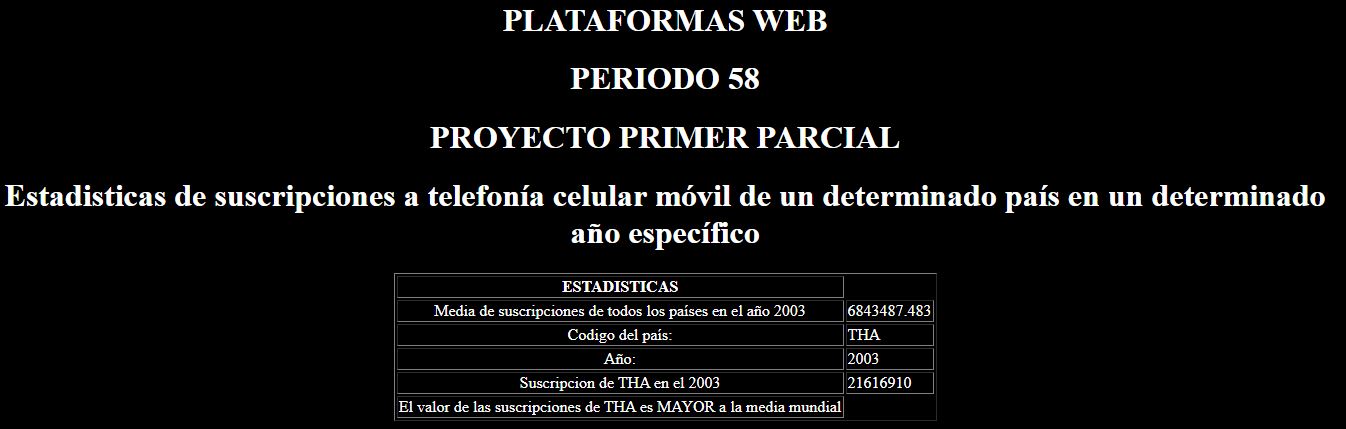 PLATAFORMAS WEB
PERIODO 58
PROYECTO PRIMER PARCIAL
Estadisticas de suscripciones a telefonía celular móvil de un determinado país en un determinado
año específico
ESTADISTICAS
Media de suscripciones de todos los países en el año 2003 6843487.483
Codigo del país: THA
Año: 2003
Suscripcion de THA en el 2003 21616910
El valor de las suscripciones de THA es MAYOR a la media mundial